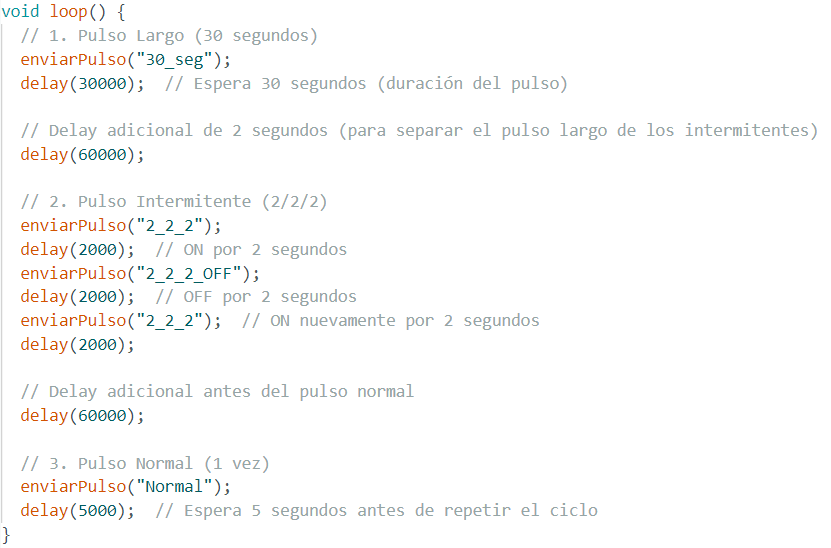 void loop() {
  // 1. Pulso Largo (30 segundos)
  enviarPulso("30_seg");
  delay(30000);  // Espera 30 segundos (duración del pulso)

  // Delay adicional de 2 segundos (para separar el pulso largo de los intermitentes)
  delay(60000);

  // 2. Pulso Intermitente (2/2/2)
  enviarPulso("2_2_2");
  delay(2000);  // ON por 2 segundos
  enviarPulso("2_2_2_OFF");
  delay(2000);  // OFF por 2 segundos
  enviarPulso("2_2_2");  // ON nuevamente por 2 segundos
  delay(2000);

  // Delay adicional antes del pulso normal
  delay(60000);

  // 3. Pulso Normal (1 vez)
  enviarPulso("Normal");
  delay(5000);  // Espera 5 segundos antes de repetir el ciclo
}